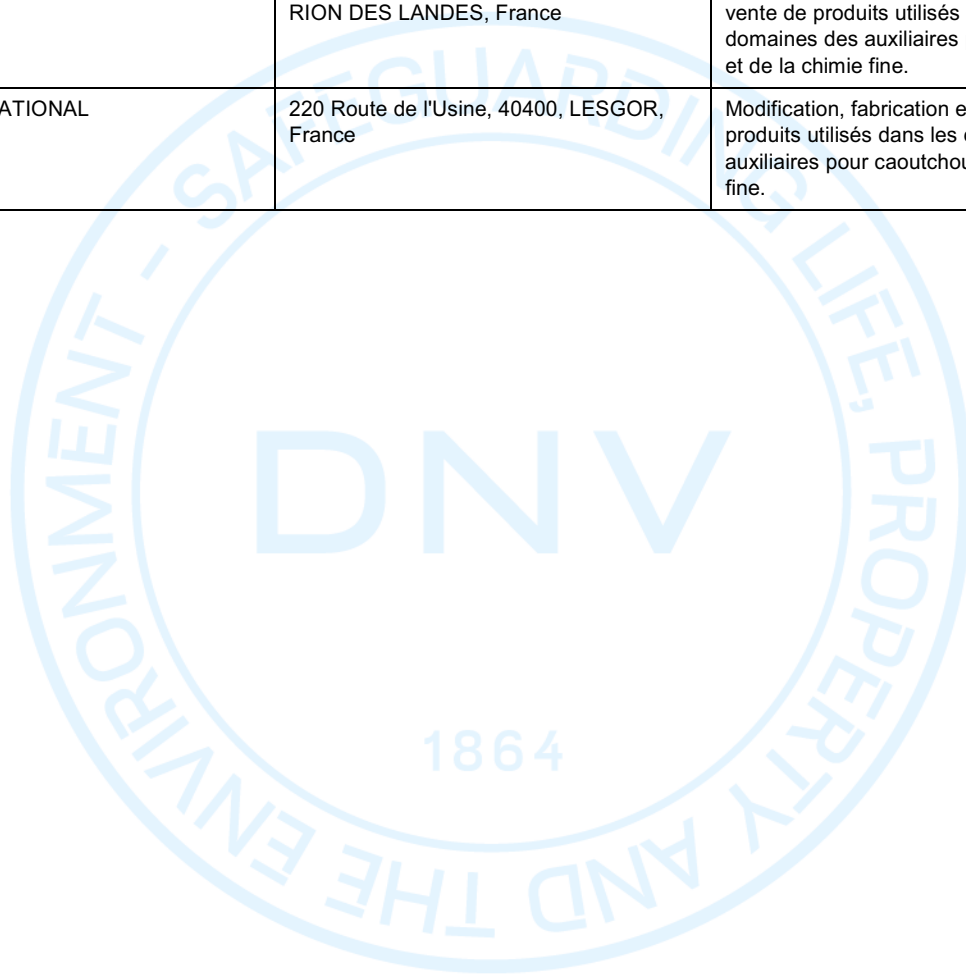 RION DES LANDES, France
vente de produits utilisés
domaines des auxiliaires
et de la chimie fine.
ATIONAL
220 Route de l'Usine, 40400, LESGOR,
France
Modification, fabrication e
produits utilisés dans les
auxiliaires pour caoutchou
fine.
SAFEGUARDING LIFE, PROPERTY AND THE ENVIRONMENT -
DNV
1864